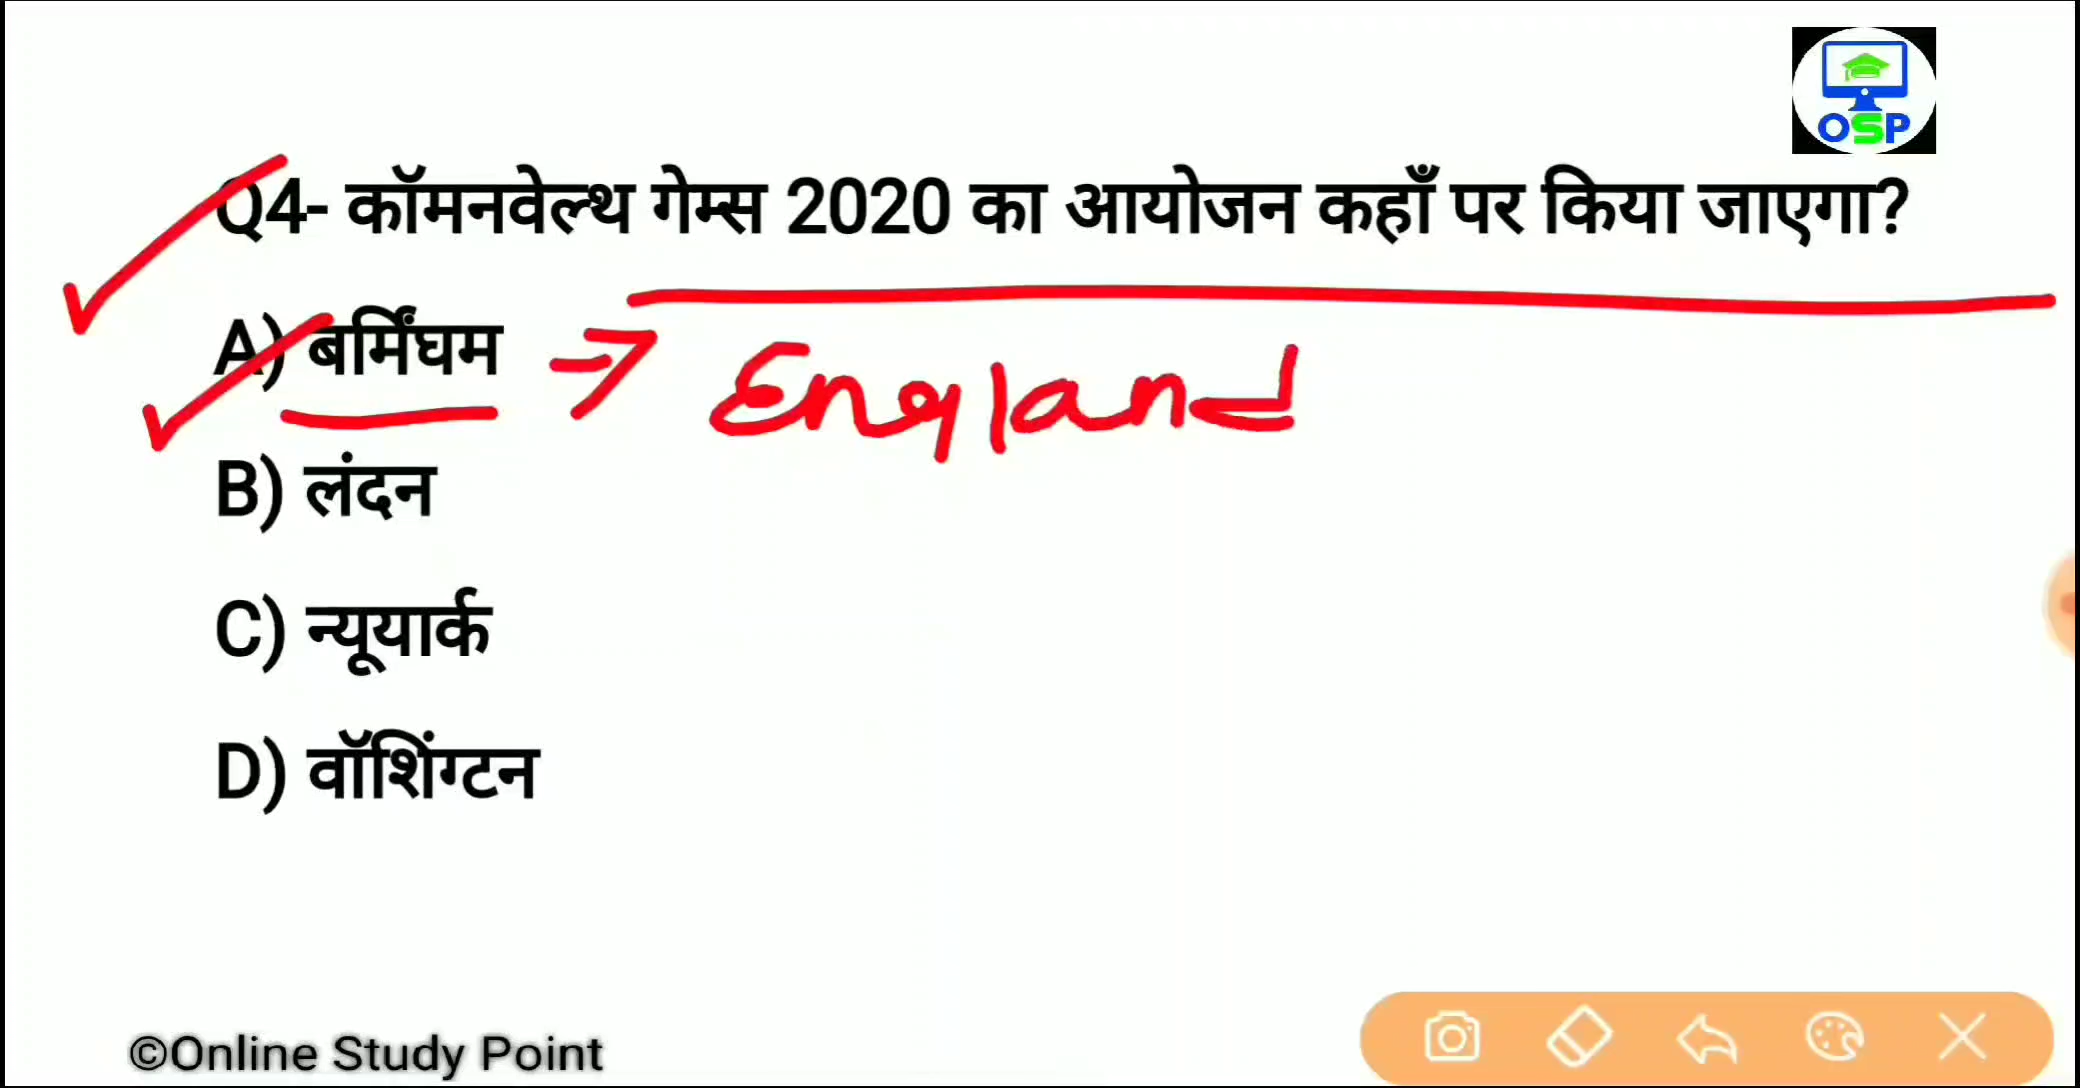 OSP
Q4- कॉमनवेल्थ गेम्स 2020 का आयोजन कहाँ पर किया जाएगा?
A) बर्मिंघम → England
B) लंदन
C) न्यूयार्क
D) वॉशिंग्टन
©Online Study Point